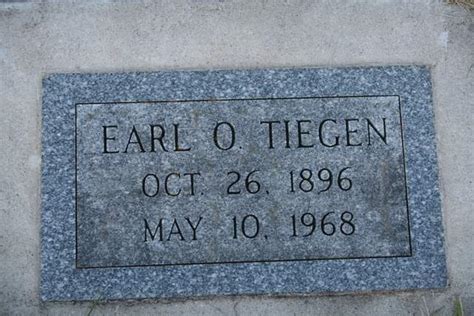 EARL O. TIEGEN
OCT. 26, 1896
MAY 10, 1968